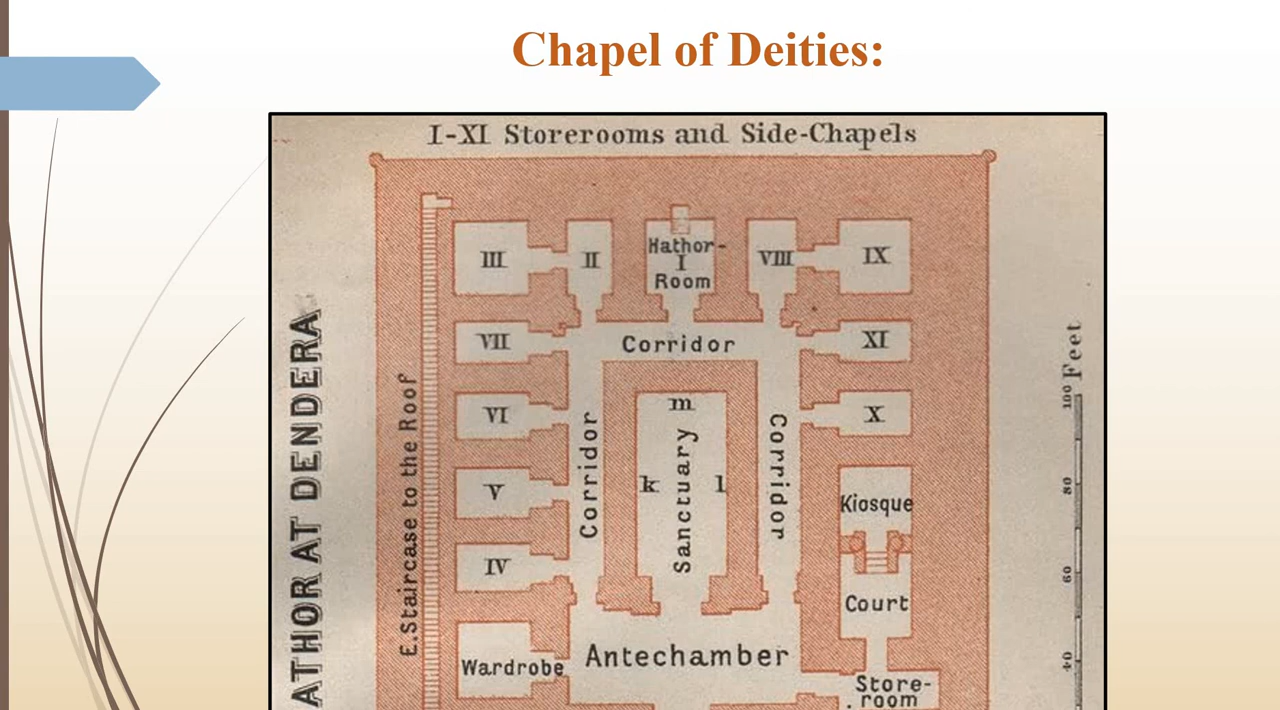 Chapel of Deities:
I-XI Storerooms and Side-Chapels
III
II
Hathor-
I
Room
VIII
IX
VII
Corridor
XI
VI
m
X
V
k
Sanctuary
l
Corridor
Corridor
Kiosque
IV
Court
Wardrobe
Antechamber
Store-
room
E.Staircase to the Roof
ATHOR AT DENDERA
100 Feet
80
60
40